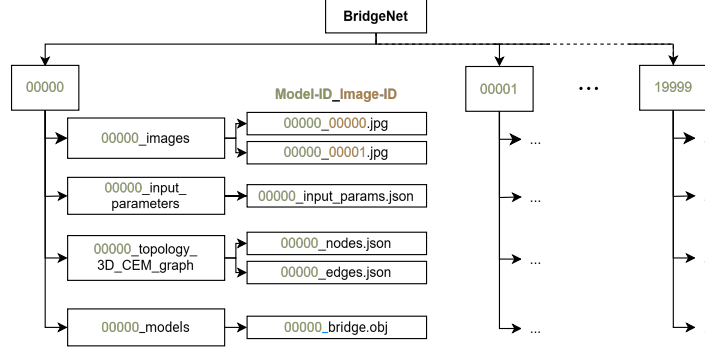 BridgeNet
00000
00001
...
19999
Model-ID_Image-ID
00000_images
00000_00000.jpg
00000_00001.jpg
...
00000_input_
parameters
00000_input_params.json
...
00000_topology_
3D_CEM_graph
00000_nodes.json
00000_edges.json
...
00000_models
00000_bridge.obj
...